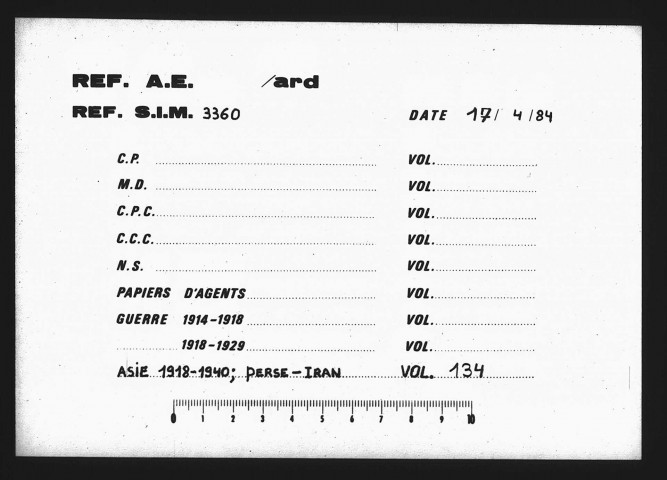 REF. A.E. /ard
REF. S.I.M. 3360 DATE 17/ 4 /84
C.P. VOL.
M.D. VOL.
C.P.C. VOL.
C.C.C. VOL.
N.S. VOL.
PAPIERS D'AGENTS VOL.
GUERRE 1914-1918 VOL.
1918-1929 VOL.
ASiE 1918-1940; PERSE-IRAN VOL. 134
0 1 2 3 4 5 6 7 8 9 10